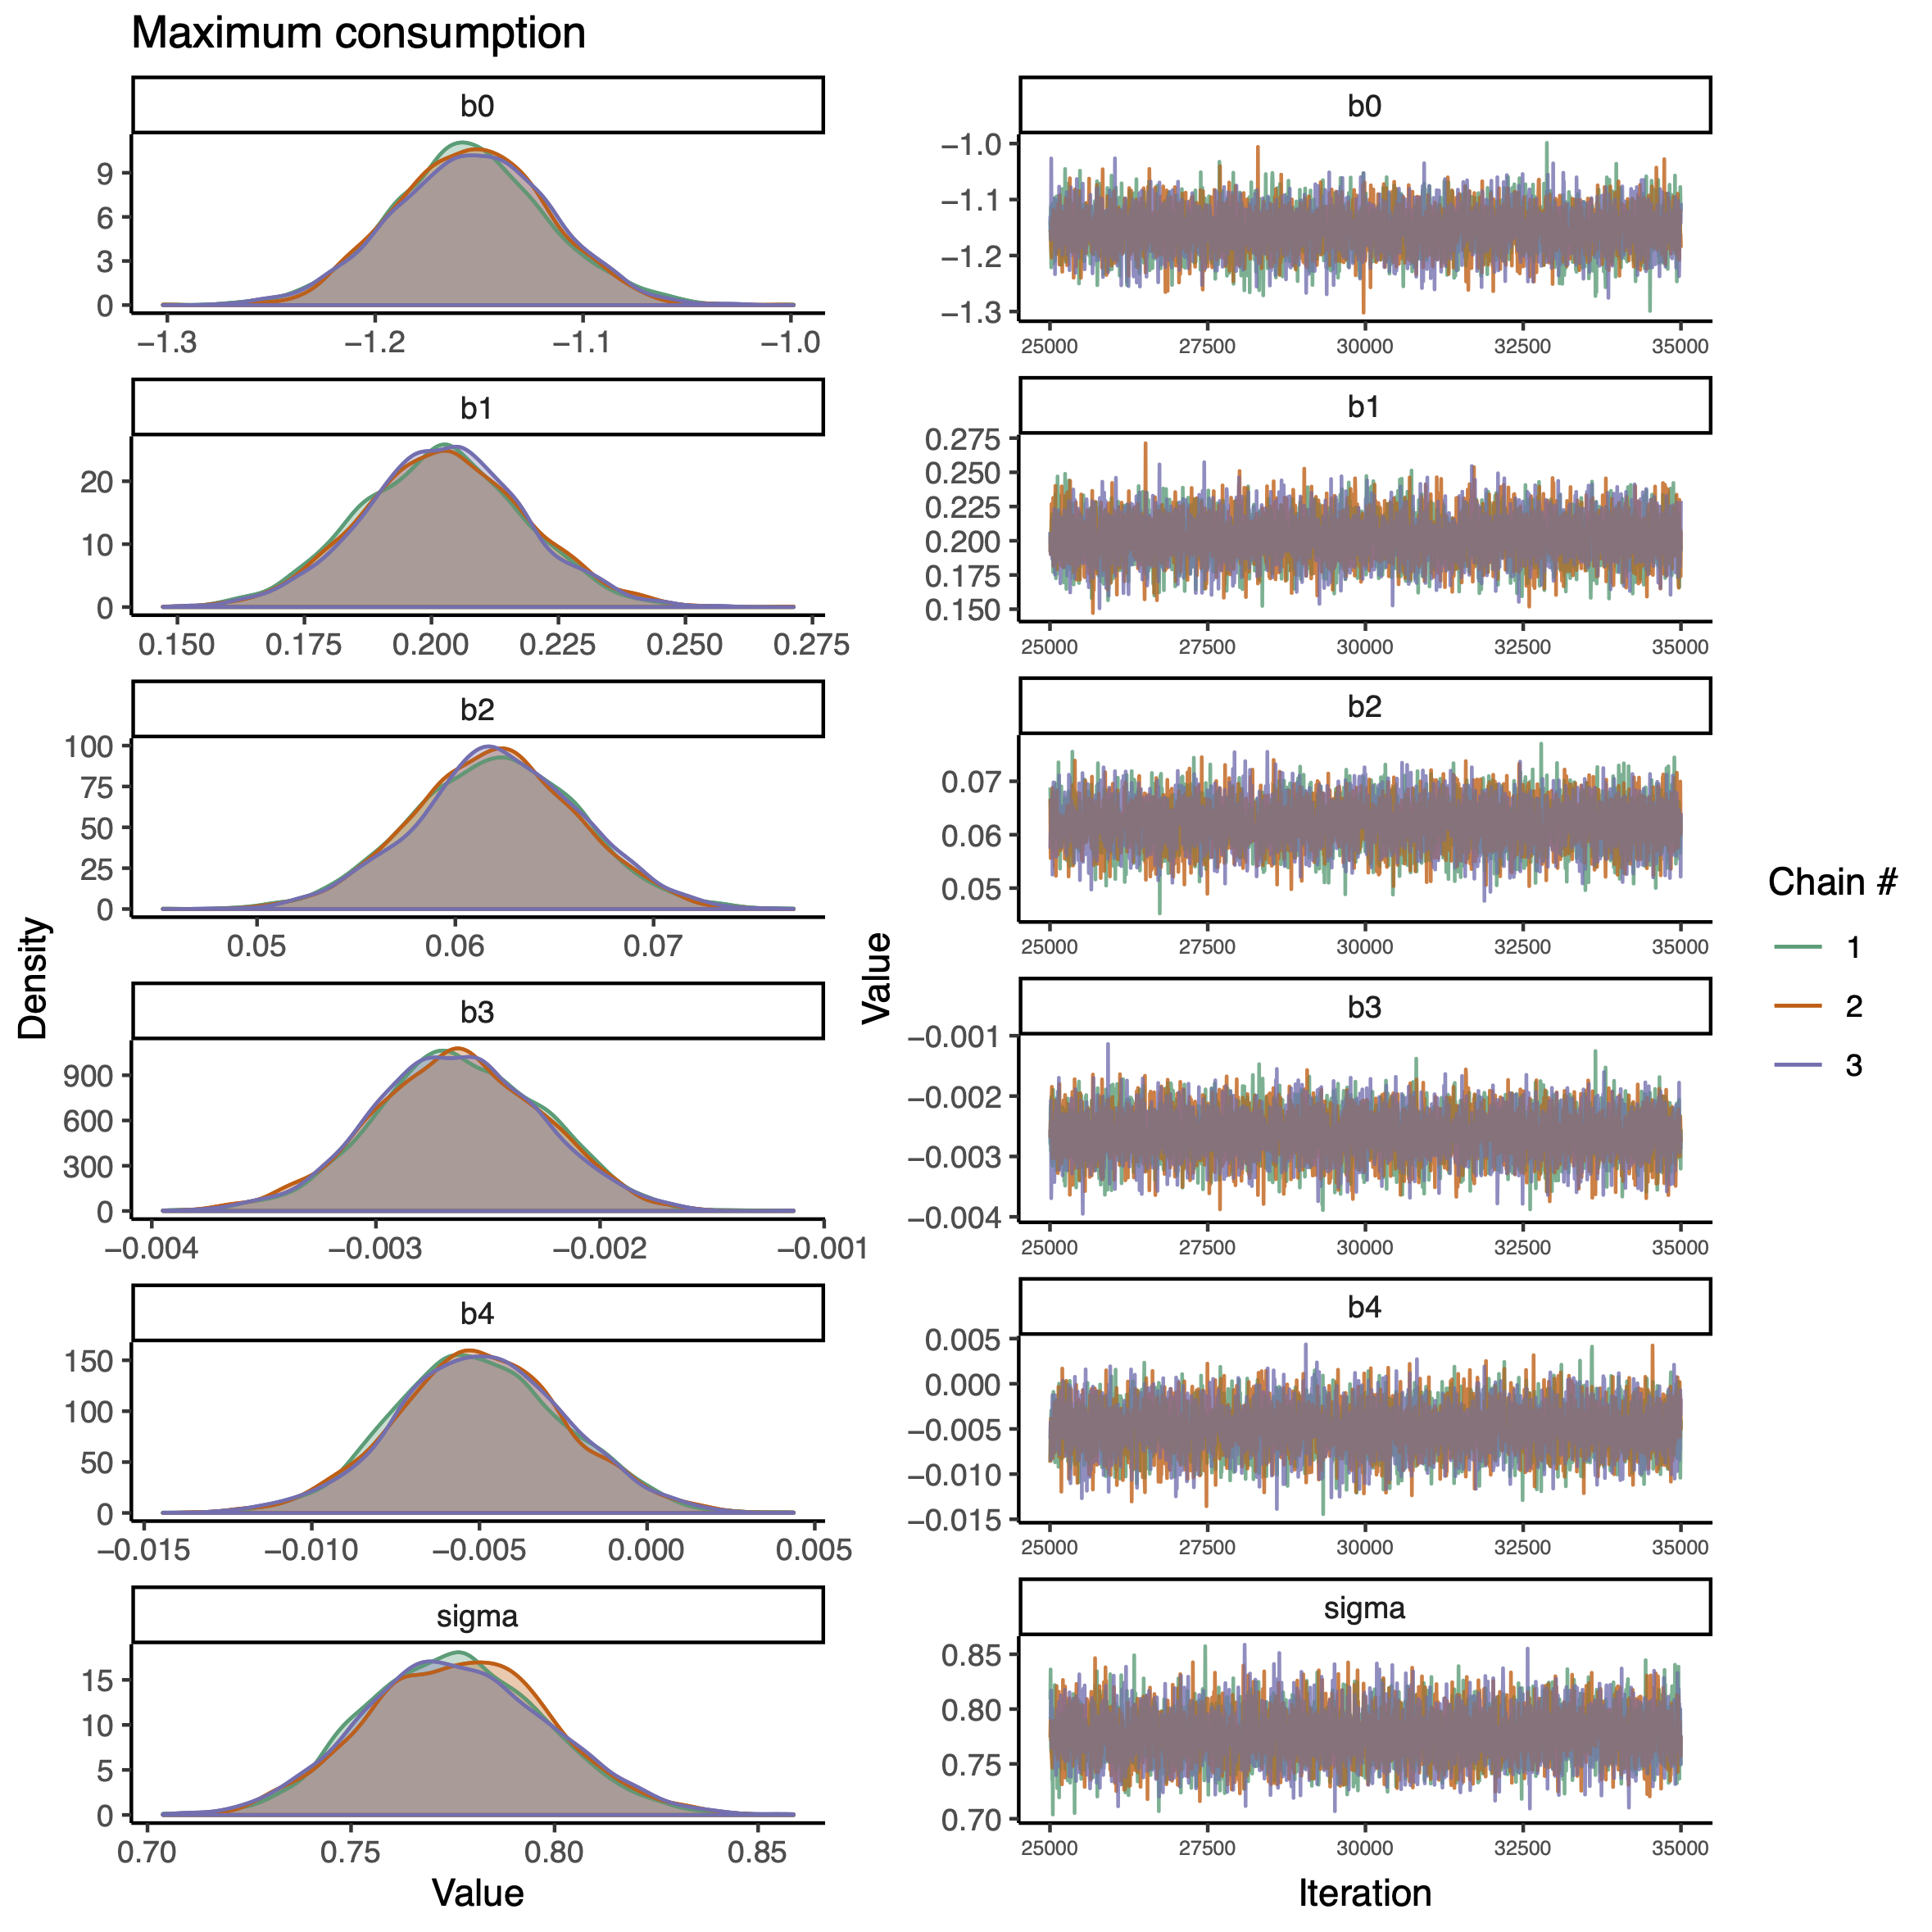 Maximum consumption
b0
9
6
3
0
−1.3 −1.2 −1.1 −1.0
b1
20
10
0
0.150 0.175 0.200 0.225 0.250 0.275
b2
100
75
50
25
0
0.05 0.06 0.07
b3
900
600
300
0
−0.004 −0.003 −0.002 −0.001
b4
150
100
50
0
−0.015 −0.010 −0.005 0.000 0.005
sigma
15
10
5
0
0.70 0.75 0.80 0.85
Density
Value
b0
−1.0
−1.1
−1.2
−1.3
25000 27500 30000 32500 35000
b1
0.275
0.250
0.225
0.200
0.175
0.150
25000 27500 30000 32500 35000
b2
0.07
0.06
0.05
25000 27500 30000 32500 35000
b3
−0.001
−0.002
−0.003
−0.004
25000 27500 30000 32500 35000
b4
0.005
0.000
−0.005
−0.010
−0.015
25000 27500 30000 32500 35000
sigma
0.85
0.80
0.75
0.70
25000 27500 30000 32500 35000
Value
Iteration
Chain #
1
2
3